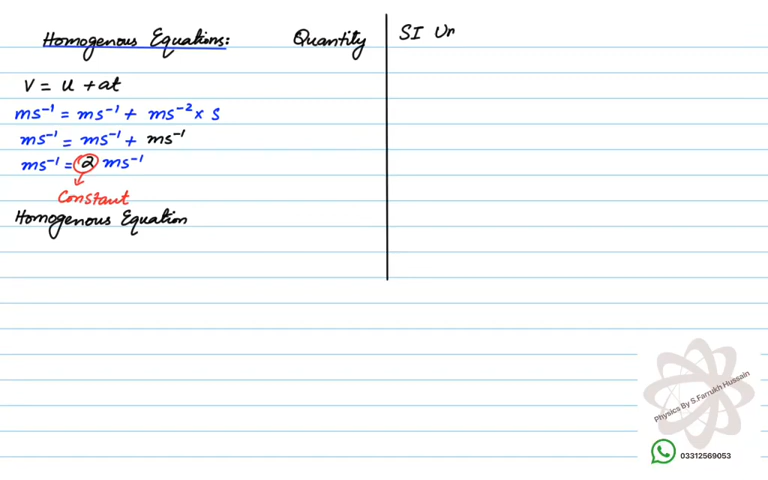 Homogenous Equations:
Quantity
SI Un
V = u + at
ms⁻¹ = ms⁻¹ + ms⁻² x s
ms⁻¹ = ms⁻¹ + ms⁻¹
ms⁻¹ = 2 ms⁻¹
Constant
Homogenous Equation
Physics By S.Farrukh Hussain
03312569053